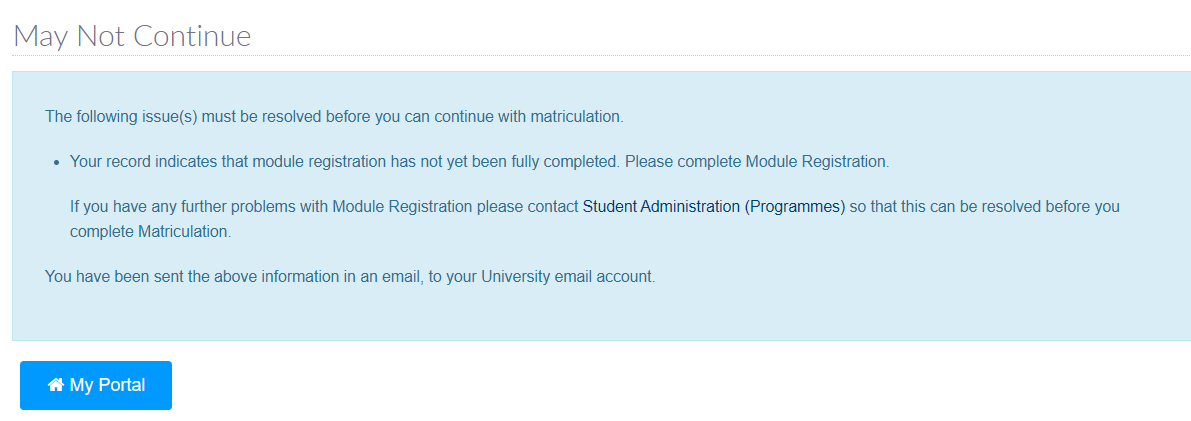 May Not Continue
The following issue(s) must be resolved before you can continue with matriculation.
• Your record indicates that module registration has not yet been fully completed. Please complete Module Registration.
If you have any further problems with Module Registration please contact Student Administration (Programmes) so that this can be resolved before you
complete Matriculation.
You have been sent the above information in an email, to your University email account.
My Portal